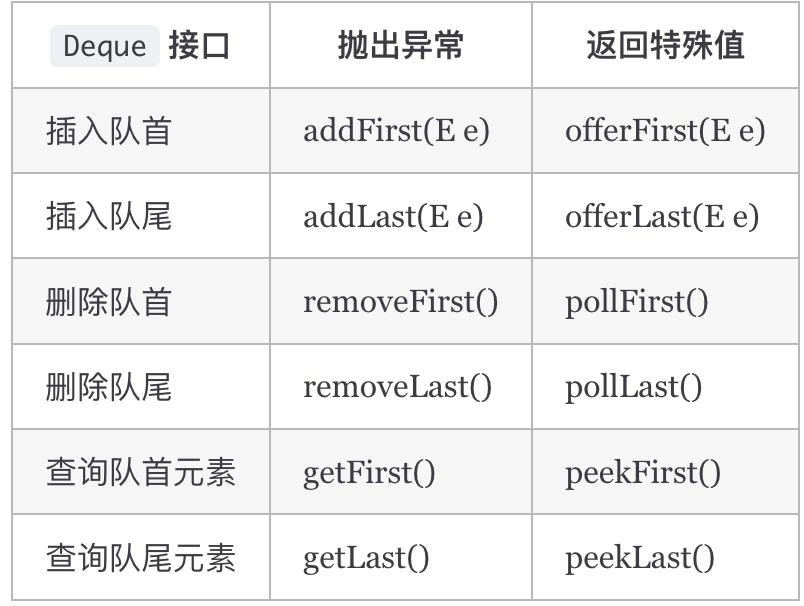 Deque 接口 抛出异常 返回特殊值
插入队首 addFirst(E e) offerFirst(E e)
插入队尾 addLast(E e) offerLast(E e)
删除队首 removeFirst() pollFirst()
删除队尾 removeLast() pollLast()
查询队首元素 getFirst() peekFirst()
查询队尾元素 getLast() peekLast()